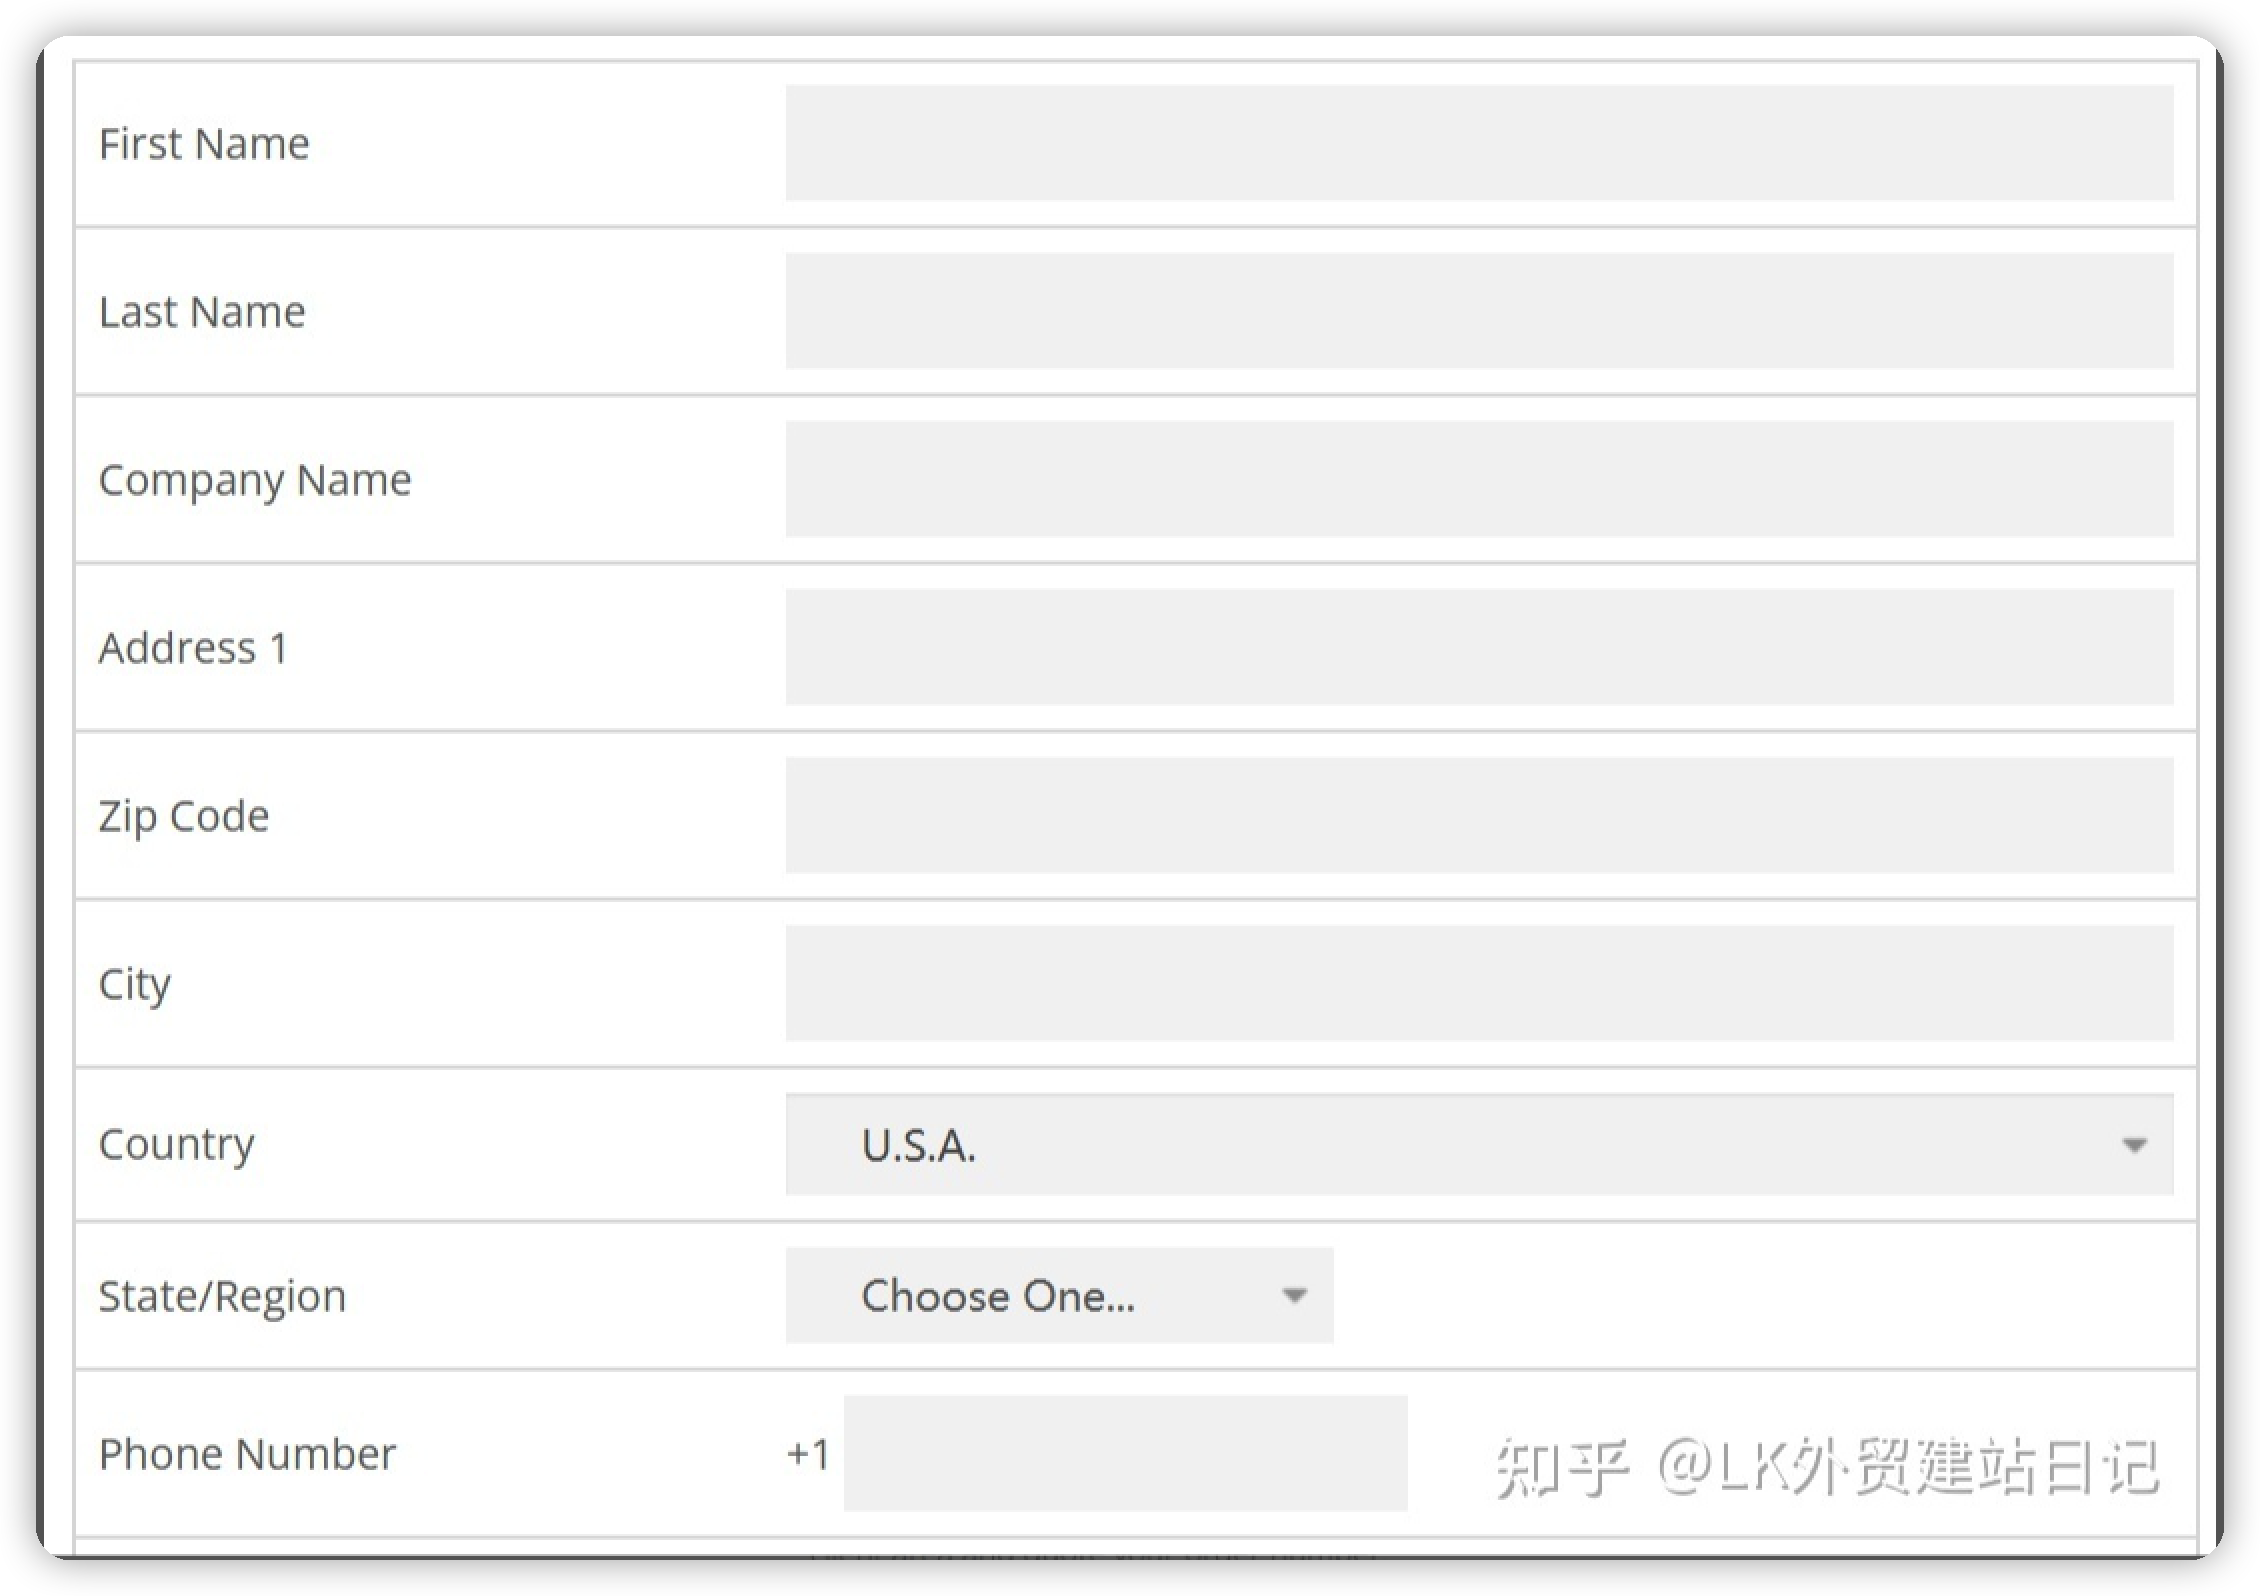 First Name
Last Name
Company Name
Address 1
Zip Code
City
Country U.S.A.
State/Region Choose One...
Phone Number +1
知乎 @LK外贸建站日记